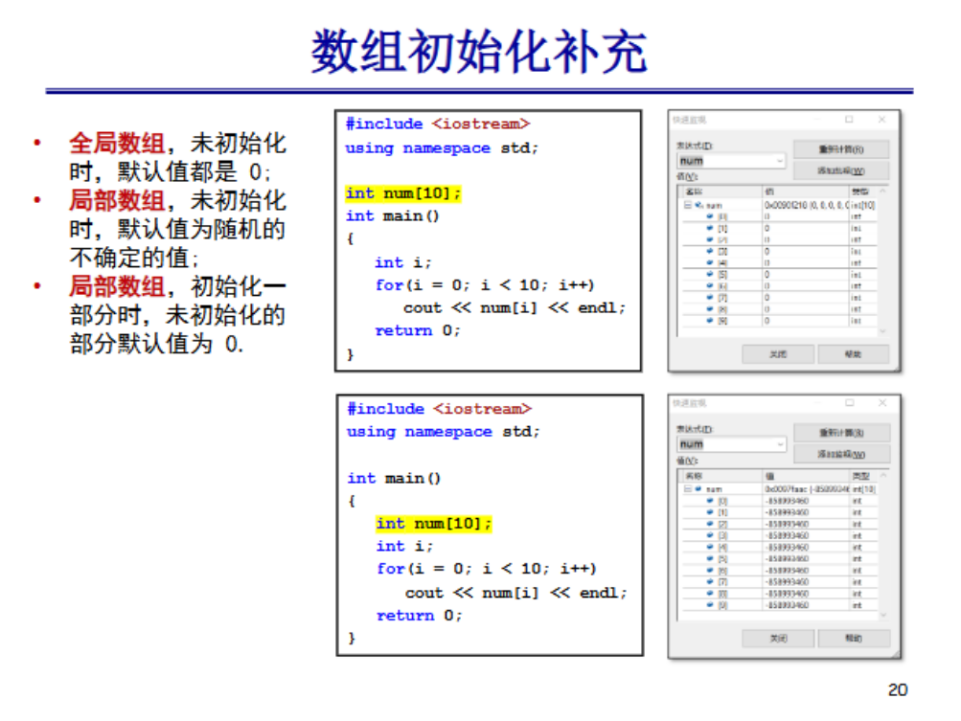 数组初始化补充
• 全局数组，未初始化
时，默认值都是 0;
• 局部数组，未初始化
时，默认值为随机的
不确定的值;
• 局部数组，初始化一
部分时，未初始化的
部分默认值为 0.
#include <iostream>
using namespace std;
int num[10];
int main()
{
int i;
for(i = 0; i < 10; i++)
cout << num[i] << endl;
return 0;
}
快速监视
表达式(X):
重新计算(R)
num
添加监视(W)
值(V):
名称 值 类型
num 0x0090f218 {0, 0, 0, 0, 0 int[10]
[0] 0 int
[1] 0 int
[2] 0 int
[3] 0 int
[4] 0 int
[5] 0 int
[6] 0 int
[7] 0 int
[8] 0 int
[9] 0 int
关闭 帮助
#include <iostream>
using namespace std;
int main()
{
int num[10];
int i;
for(i = 0; i < 10; i++)
cout << num[i] << endl;
return 0;
}
快速监视
表达式(X):
重新计算(R)
num
添加监视(W)
值(V):
名称 值 类型
num int[10]
[0] -858993460 int
[1] -858993460 int
[2] -858993460 int
[3] -858993460 int
[4] -858993460 int
[5] -858993460 int
[6] -858993460 int
[7] -858993460 int
[8] -858993460 int
[9] -858993460 int
关闭 帮助
20